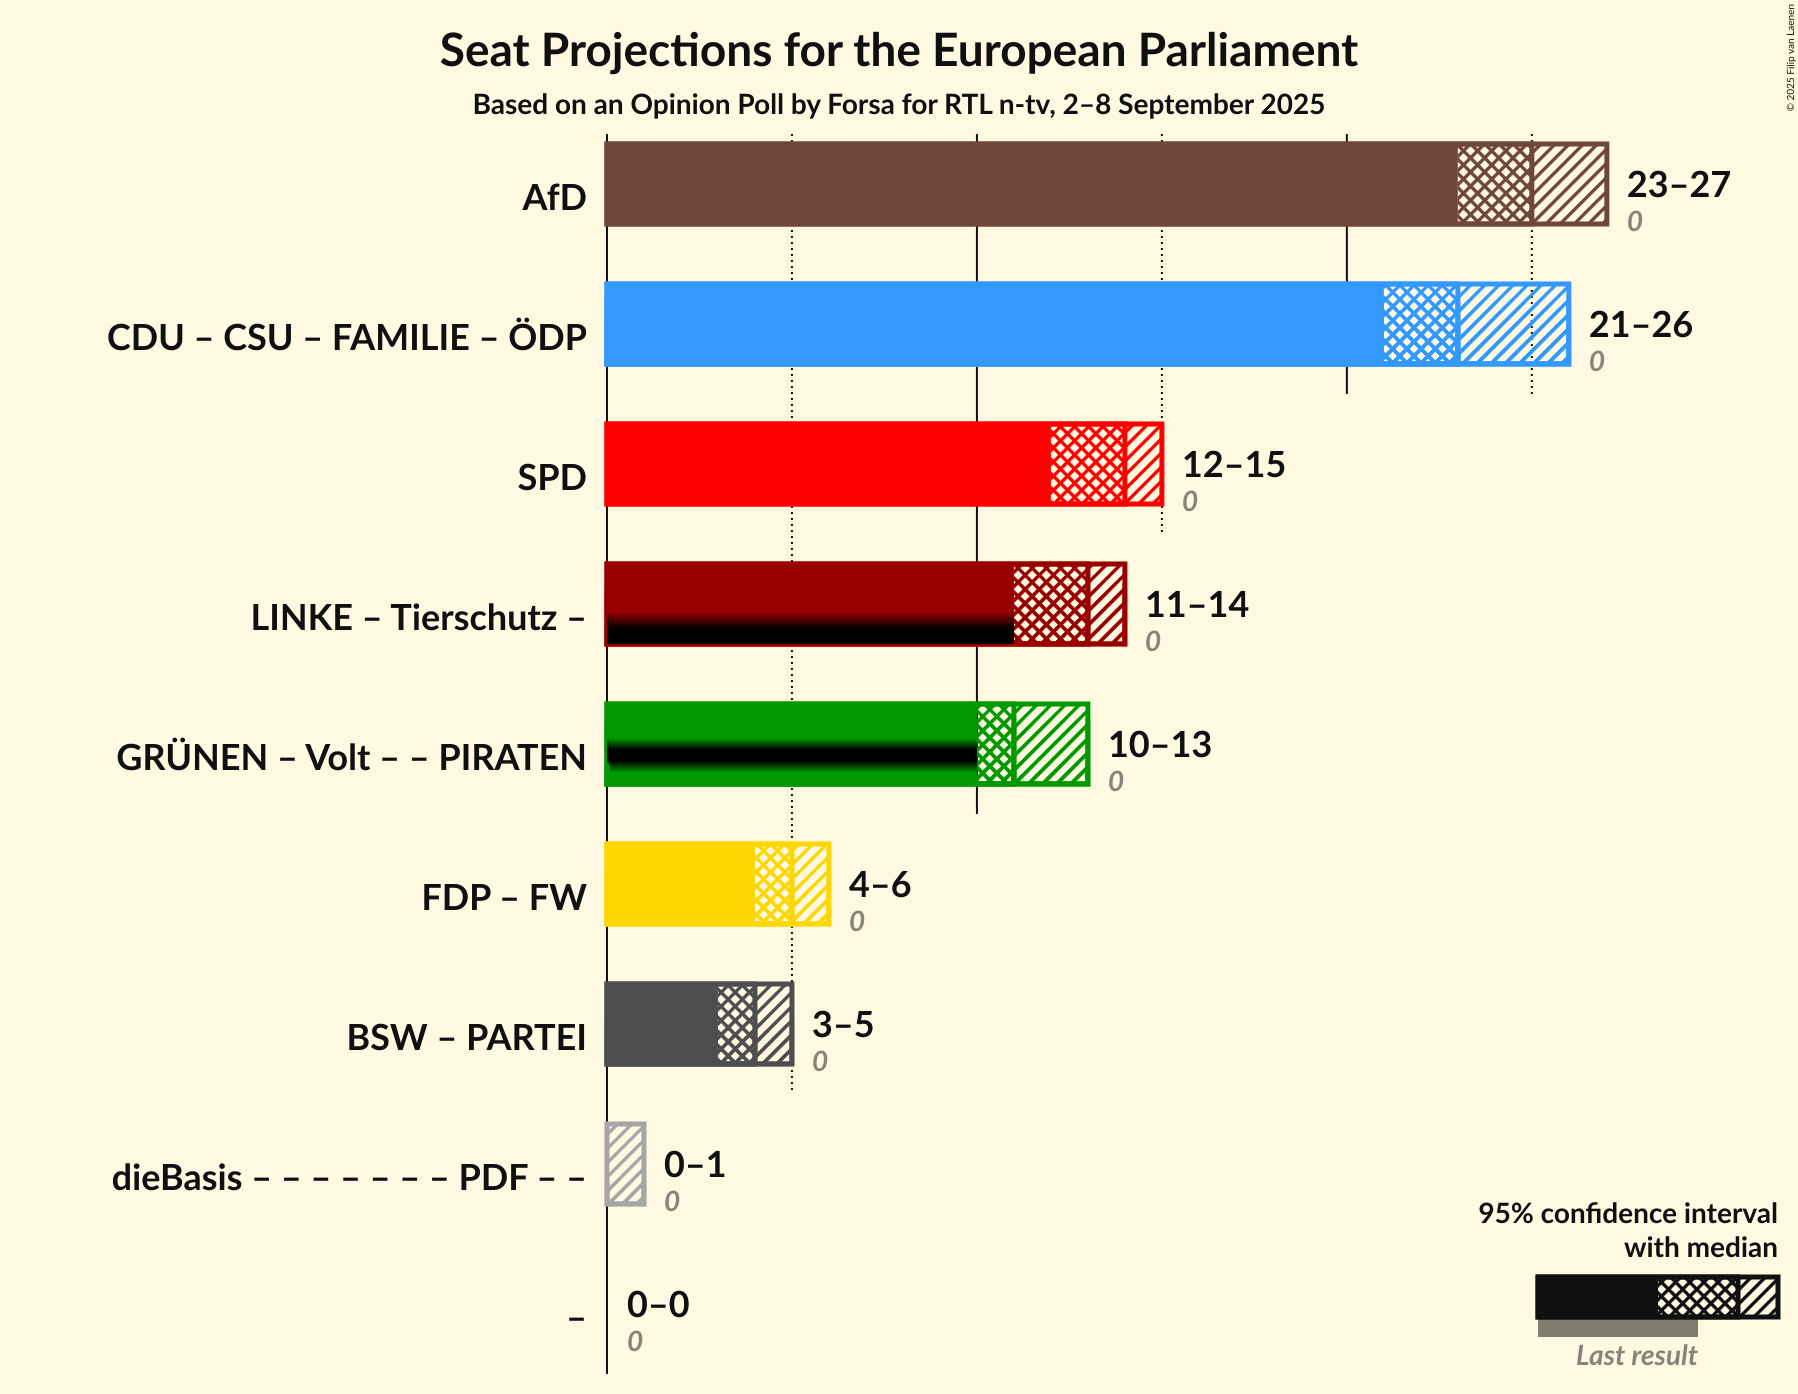 Seat Projections for the European Parliament
Based on an Opinion Poll by Forsa for RTL n-tv, 2–8 September 2025
© 2025 Filip van Laenen
AfD
23–27
0
CDU – CSU – FAMILIE – ÖDP
21–26
0
SPD
12–15
0
LINKE – Tierschutz –
11–14
0
GRÜNEN – Volt – – PIRATEN
10–13
0
FDP – FW
4–6
0
BSW – PARTEI
3–5
0
dieBasis – – – – – – – PDF – –
0–1
0
–
0–0
0
95% confidence interval
with median
Last result